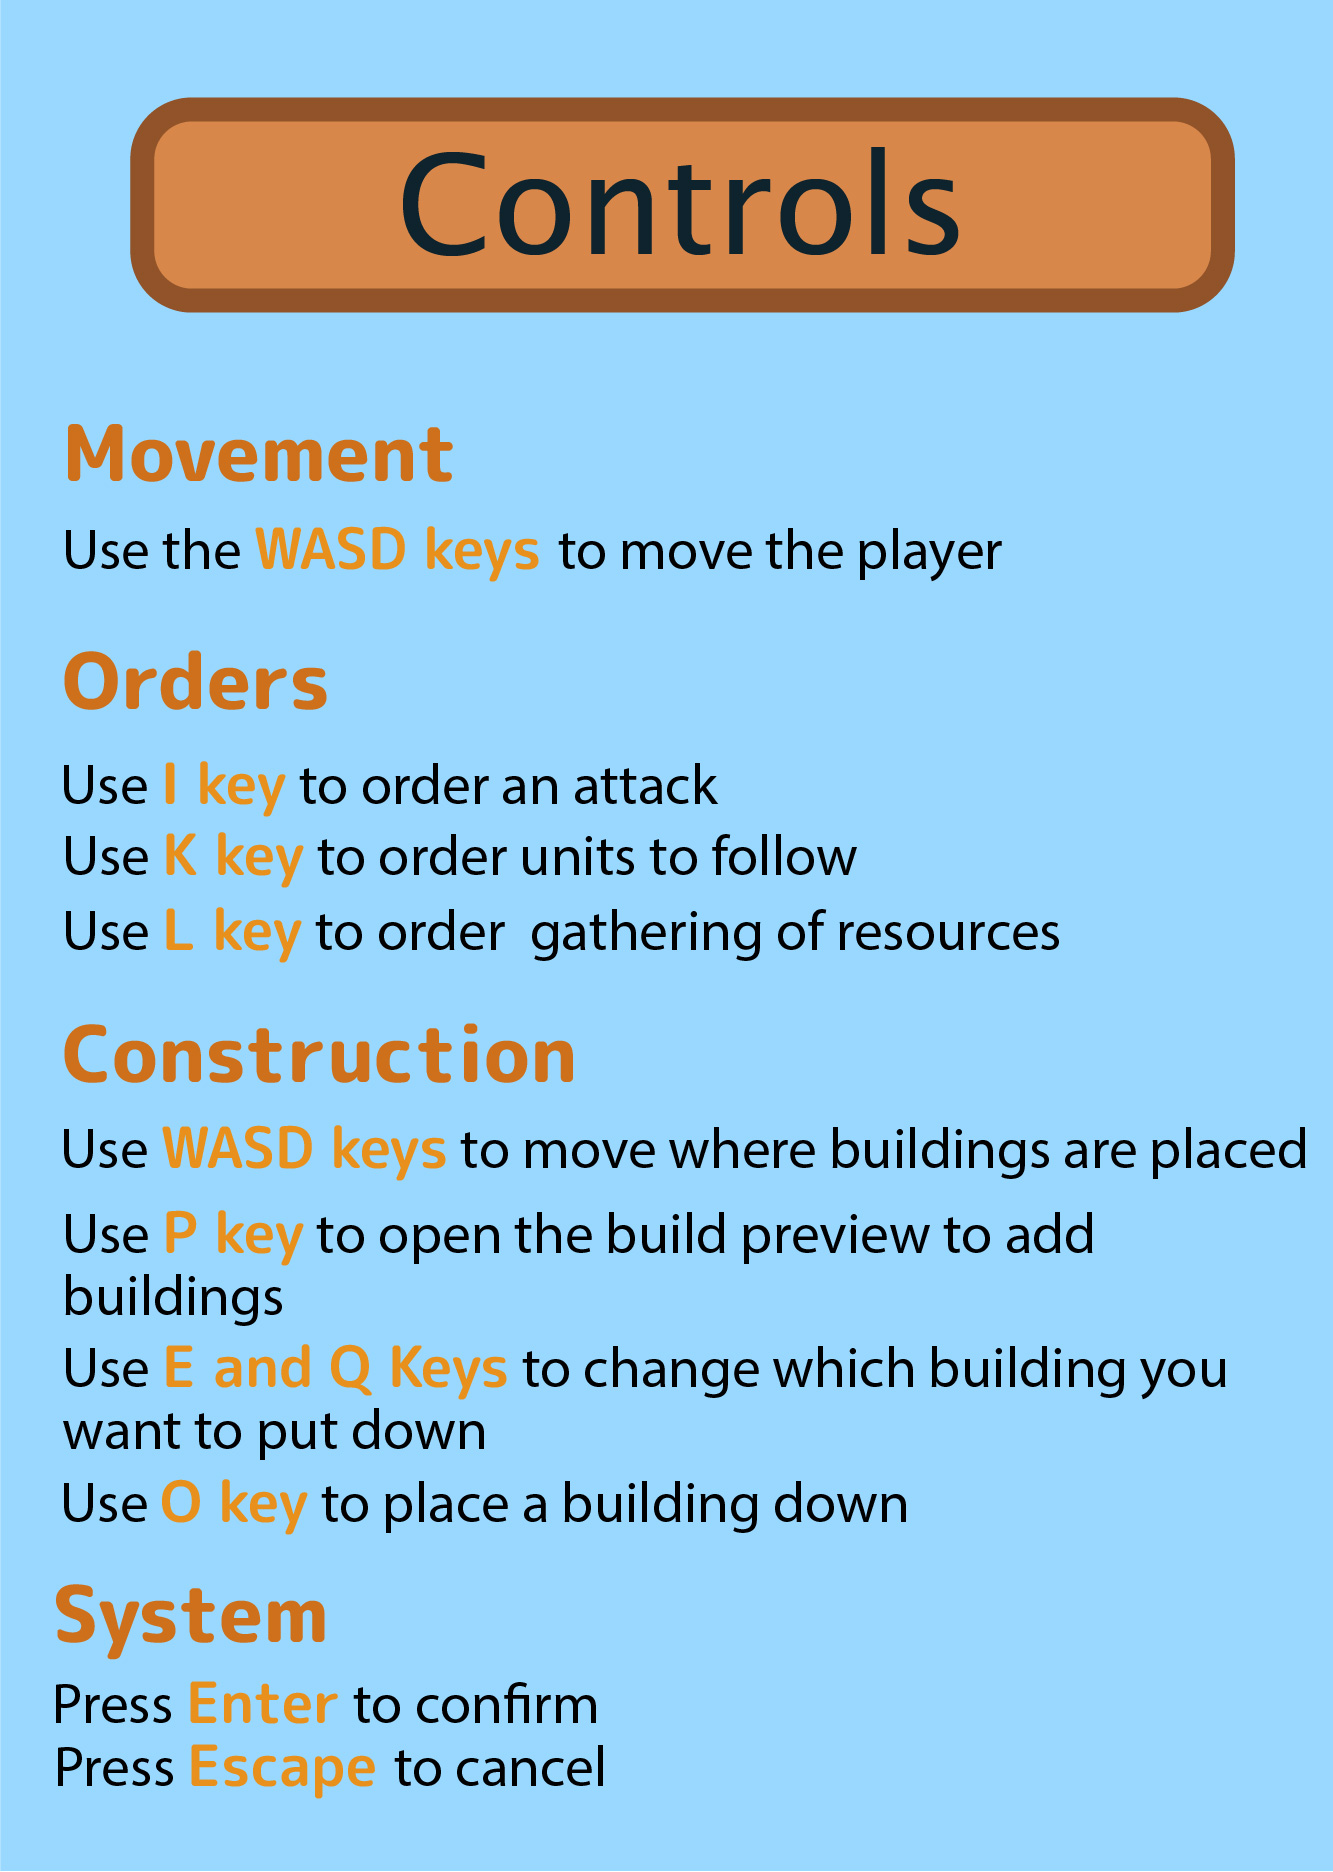 Controls
Movement
Use the WASD keys to move the player
Orders
Use I key to order an attack
Use K key to order units to follow
Use L key to order  gathering of resources
Construction
Use WASD keys to move where buildings are placed
Use P key to open the build preview to add
buildings
Use E and Q Keys to change which building you
want to put down
Use O key to place a building down
System
Press Enter to confirm
Press Escape to cancel